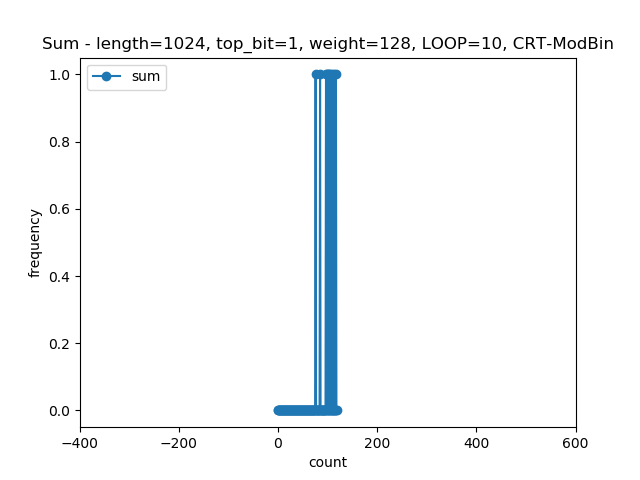 Sum - length=1024, top_bit=1, weight=128, LOOP=10, CRT-ModBin
sum
frequency
1.0
0.8
0.6
0.4
0.2
0.0
−400 −200 0 200 400 600
count